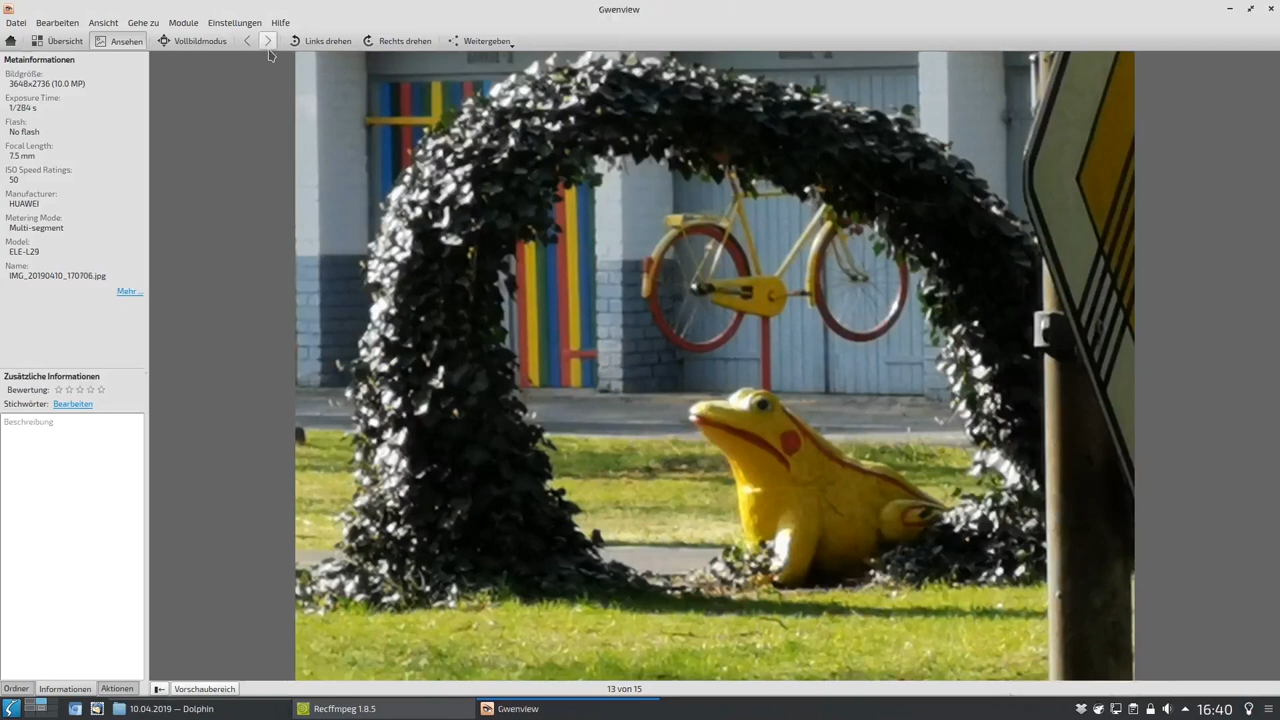 Gwenview
Datei Bearbeiten Ansicht Gehe zu Module Einstellungen Hilfe
Übersicht Ansehen Vollbildmodus Links drehen Rechts drehen Weitergeben
Metainformationen
Bildgröße:
3648x2736 (10.0 MP)
Exposure Time:
1/284 s
Flash:
No flash
Focal Length:
7.5 mm
ISO Speed Ratings:
50
Manufacturer:
HUAWEI
Metering Mode:
Multi-segment
Model:
ELE-L29
Name:
IMG_20190410_170706.jpg
Mehr ...
Zusätzliche Informationen
Bewertung:
Stichwörter: Bearbeiten
Beschreibung
Ordner Informationen Aktionen Vorschaubereich 13 von 15
10.04.2019 — Dolphin Recffmpeg 1.8.5 Gwenview 16:40